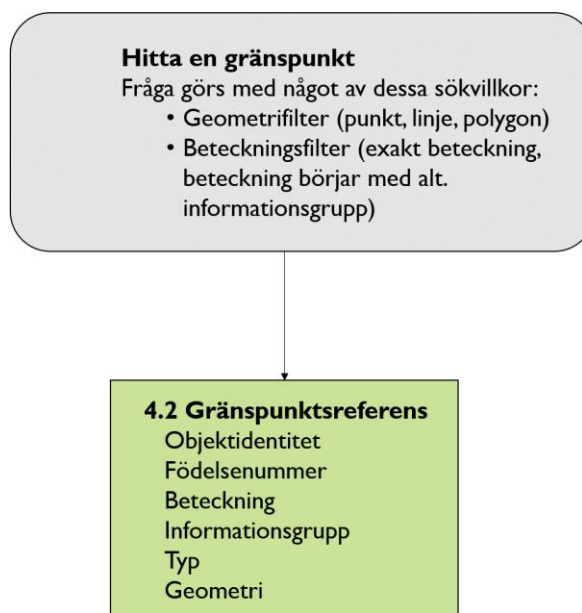 Hitta en gränspunkt
Fråga görs med något av dessa sökvillkor:
• Geometrifilter (punkt, linje, polygon)
• Beteckningsfilter (exakt beteckning,
beteckning börjar med alt.
informationsgrupp)
4.2 Gränspunktsreferens
Objektidentitet
Födelsenummer
Beteckning
Informationsgrupp
Typ
Geometri